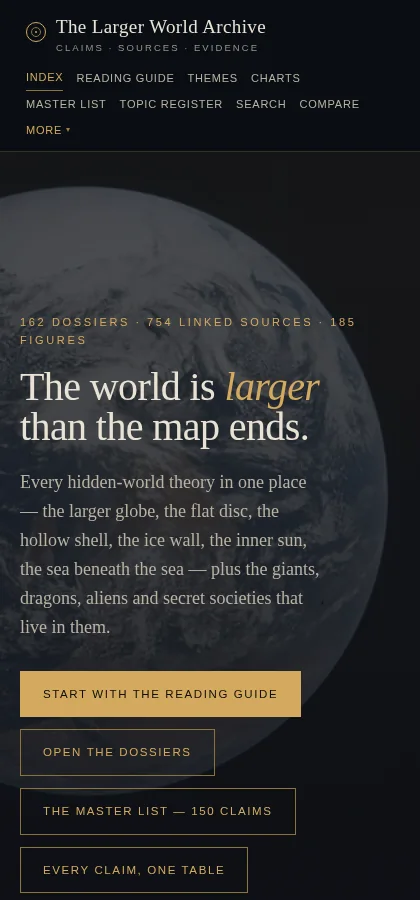 The Larger World Archive
CLAIMS · SOURCES · EVIDENCE
INDEX READING GUIDE THEMES CHARTS
MASTER LIST TOPIC REGISTER SEARCH COMPARE
MORE ▾
162 DOSSIERS · 754 LINKED SOURCES · 185
FIGURES
The world is larger
than the map ends.
Every hidden-world theory in one place
— the larger globe, the flat disc, the
hollow shell, the ice wall, the inner sun,
the sea beneath the sea — plus the giants,
dragons, aliens and secret societies that
live in them.
START WITH THE READING GUIDE
OPEN THE DOSSIERS
THE MASTER LIST — 150 CLAIMS
EVERY CLAIM, ONE TABLE